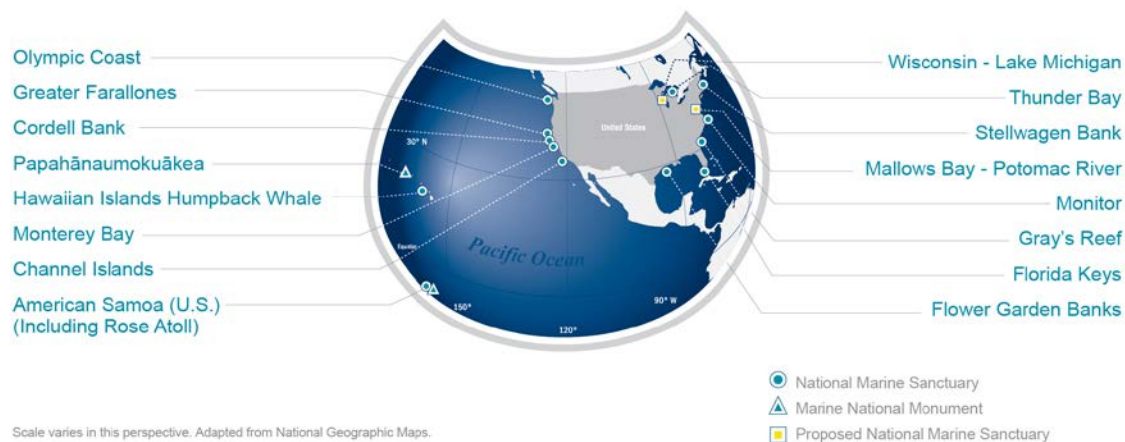 Olympic Coast
Greater Farallones
Cordell Bank
Papahānaumokuākea
Hawaiian Islands Humpback Whale
Monterey Bay
Channel Islands
American Samoa (U.S.)
(Including Rose Atoll)
United States
30° N
Equator
Pacific Ocean
150°
120°
90° W
Wisconsin - Lake Michigan
Thunder Bay
Stellwagen Bank
Mallows Bay - Potomac River
Monitor
Gray's Reef
Florida Keys
Flower Garden Banks
National Marine Sanctuary
Marine National Monument
Proposed National Marine Sanctuary
Scale varies in this perspective. Adapted from National Geographic Maps.